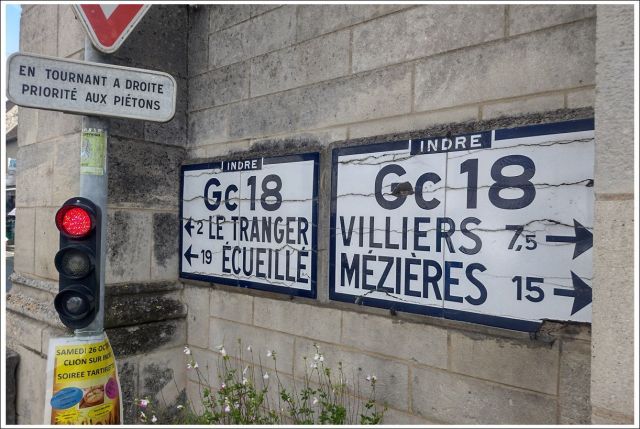 EN TOURNANT A DROITE
PRIORITÉ AUX PIÉTONS
INDRE
Gc 18
2 LE TRANGER
19 ÉCUEILLÉ
INDRE
Gc 18
VILLIERS 7,5
MÉZIÈRES 15
SAMEDI 26 OCT
CLION SUR INDR
SOIREE TARTIF